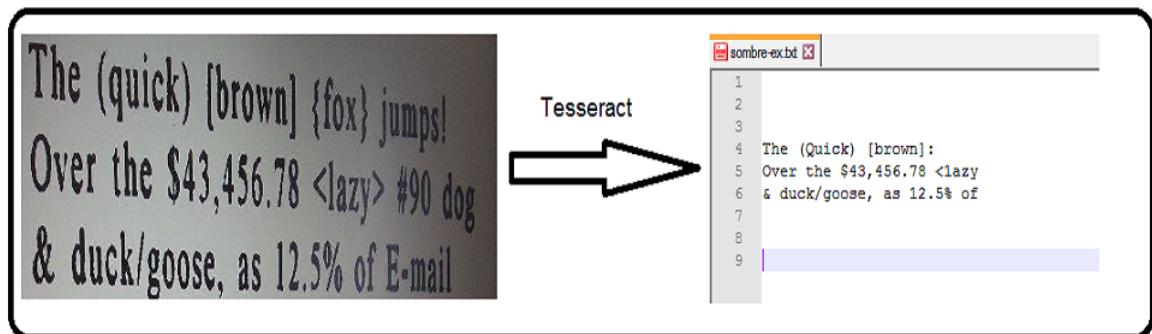 The (quick) [brown] {fox} jumps!
Over the $43,456.78 <lazy> #90 dog
& duck/goose, as 12.5% of E-mail
Tesseract
sombre-ex.txt
1
2
3
4 The (Quick) [brown]:
5 Over the $43,456.78 <lazy
6 & duck/goose, as 12.5% of
7
8
9